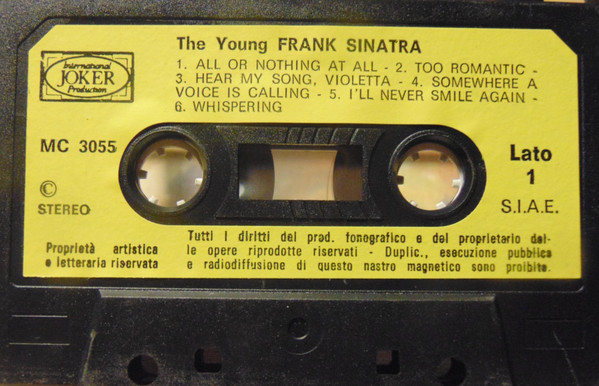 The Young FRANK SINATRA
International
JOKER
Production
1. ALL OR NOTHING AT ALL - 2. TOO ROMANTIC -
3. HEAR MY SONG, VIOLETTA - 4. SOMEWHERE A
VOICE IS CALLING - 5. I'LL NEVER SMILE AGAIN -
6. WHISPERING
MC 3055
Lato
1
©
STEREO
S.I.A.E.
Proprietà artistica
e letteraria riservata
Tutti i diritti del prod. fonografico e del proprietario del-
le opere riprodotte riservati - Duplic., esecuzione pubblica
e radiodiffusione di questo nastro magnetico sono proibite.